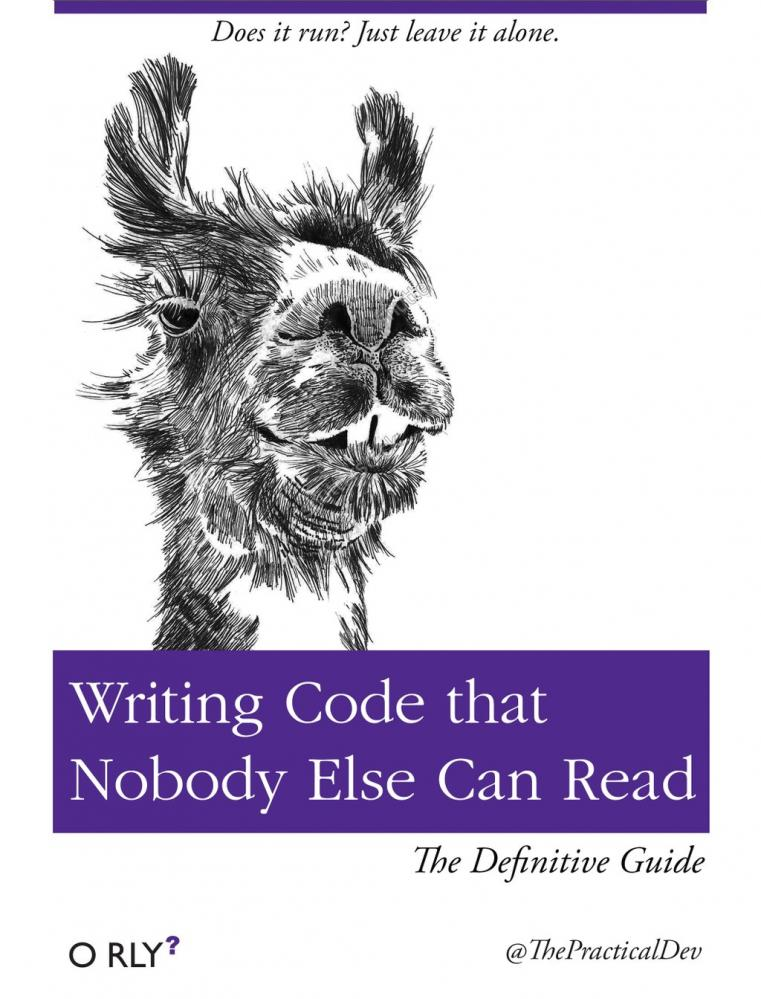 Does it run? Just leave it alone.
Writing Code that
Nobody Else Can Read
The Definitive Guide
O RLY?
@ThePracticalDev